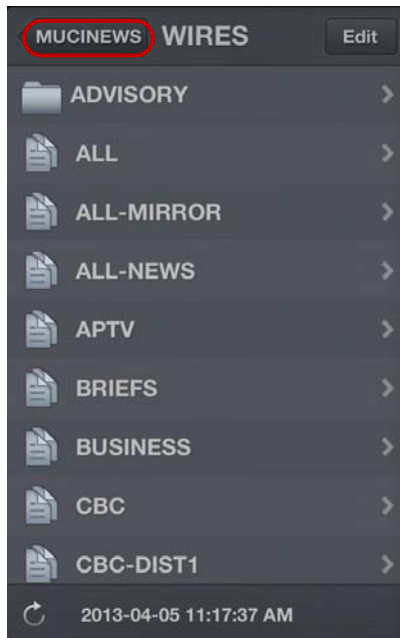 MUCINEWS WIRES Edit
ADVISORY
ALL
ALL-MIRROR
ALL-NEWS
APTV
BRIEFS
BUSINESS
CBC
CBC-DIST1
2013-04-05 11:17:37 AM